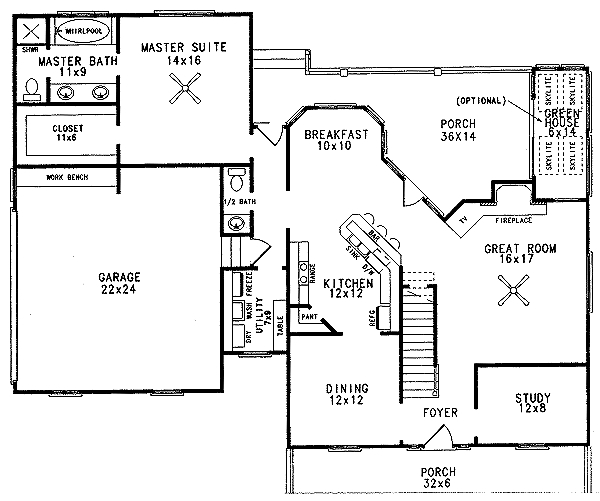 WHIRLPOOL
SHWR
MASTER BATH
11x9
MASTER SUITE
14x16
CLOSET
11x6
WORK BENCH
1/2 BATH
GARAGE
22x24
FREEZE
WASH
DRY
UTILITY
7x9
TABLE
BREAKFAST
10x10
PORCH
36x14
(OPTIONAL)
GREEN
HOUSE
6x14
SKYLITE
SKYLITE
SKYLITE
SKYLITE
TV
FIREPLACE
GREAT ROOM
16x17
BAR
SINK
D/W
RANGE
KITCHEN
12x12
REFG
PANT
DINING
12x12
FOYER
STUDY
12x8
PORCH
32x6